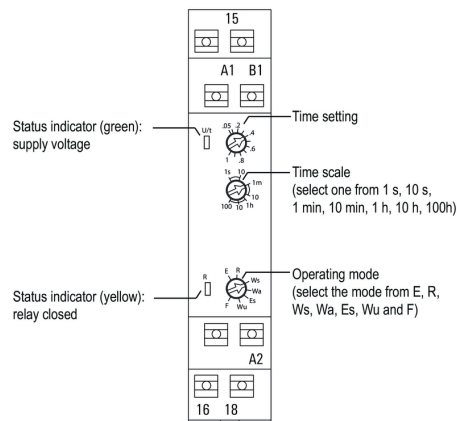 15
A1 B1
Status indicator (green):
supply voltage
U/t
.05 .2 .4 .6 .8 1
Time setting
1s 10 1m 10 1h 10 100
Time scale
(select one from 1 s, 10 s,
1 min, 10 min, 1 h, 10 h, 100h)
Status indicator (yellow):
relay closed
R
E R Ws Wa Es Wu F
Operating mode
(select the mode from E, R,
Ws, Wa, Es, Wu and F)
A2
16 18